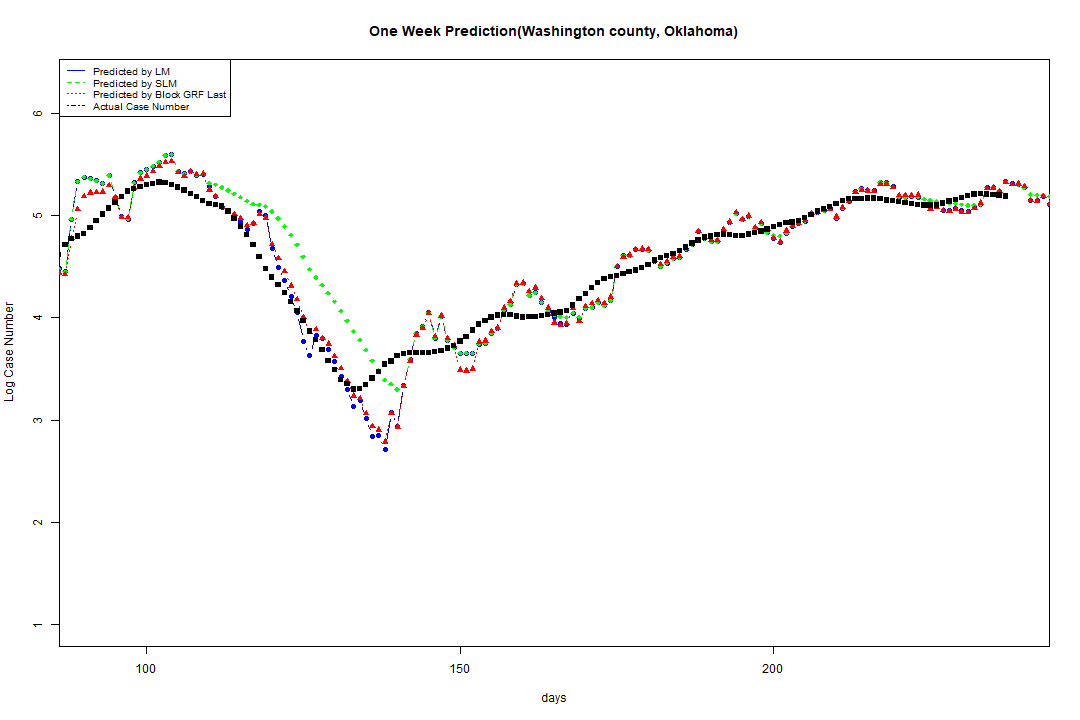 One Week Prediction(Washington county, Oklahoma)
Predicted by LM
Predicted by SLM
Predicted by Block GRF Last
Actual Case Number
6
5
4
3
2
1
Log Case Number
100 150 200
days